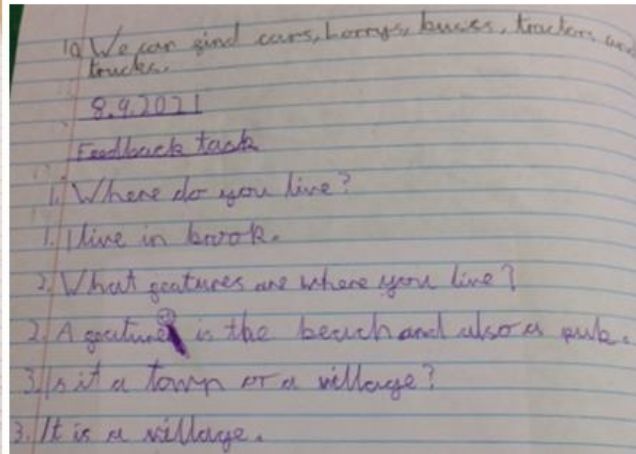 10 We can find cars, Lorrys, buses, tractors and
trucks.
8.9.2021
Feedback task
1. Where do you live?
1. I live in brook.
2. What features are where you live?
2. A feature is the beach and also a pub.
3. Is it a town or a village?
3. It is a village.